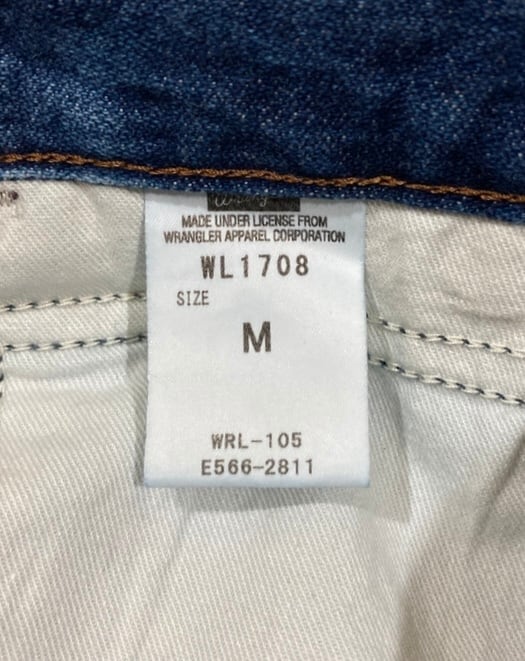 MADE UNDER LICENSE FROM
WRANGLER APPAREL CORPORATION
WL1708
SIZE
M
WRL-105
E566-2811